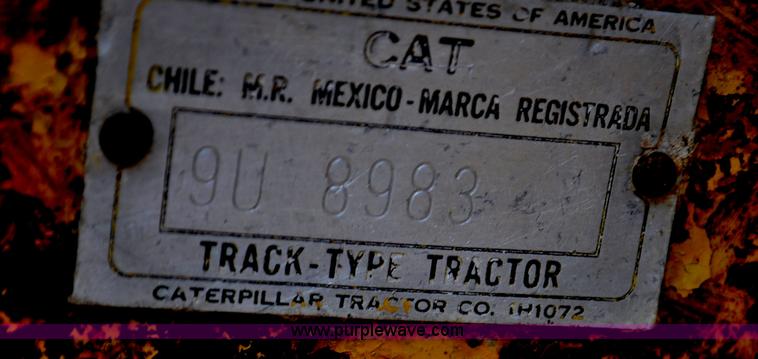 UNITED STATES OF AMERICA
CAT
CHILE: M.R. MEXICO-MARCA REGISTRADA
9U 8983
TRACK-TYPE TRACTOR
CATERPILLAR TRACTOR CO. 1H1072
www.purplewave.com